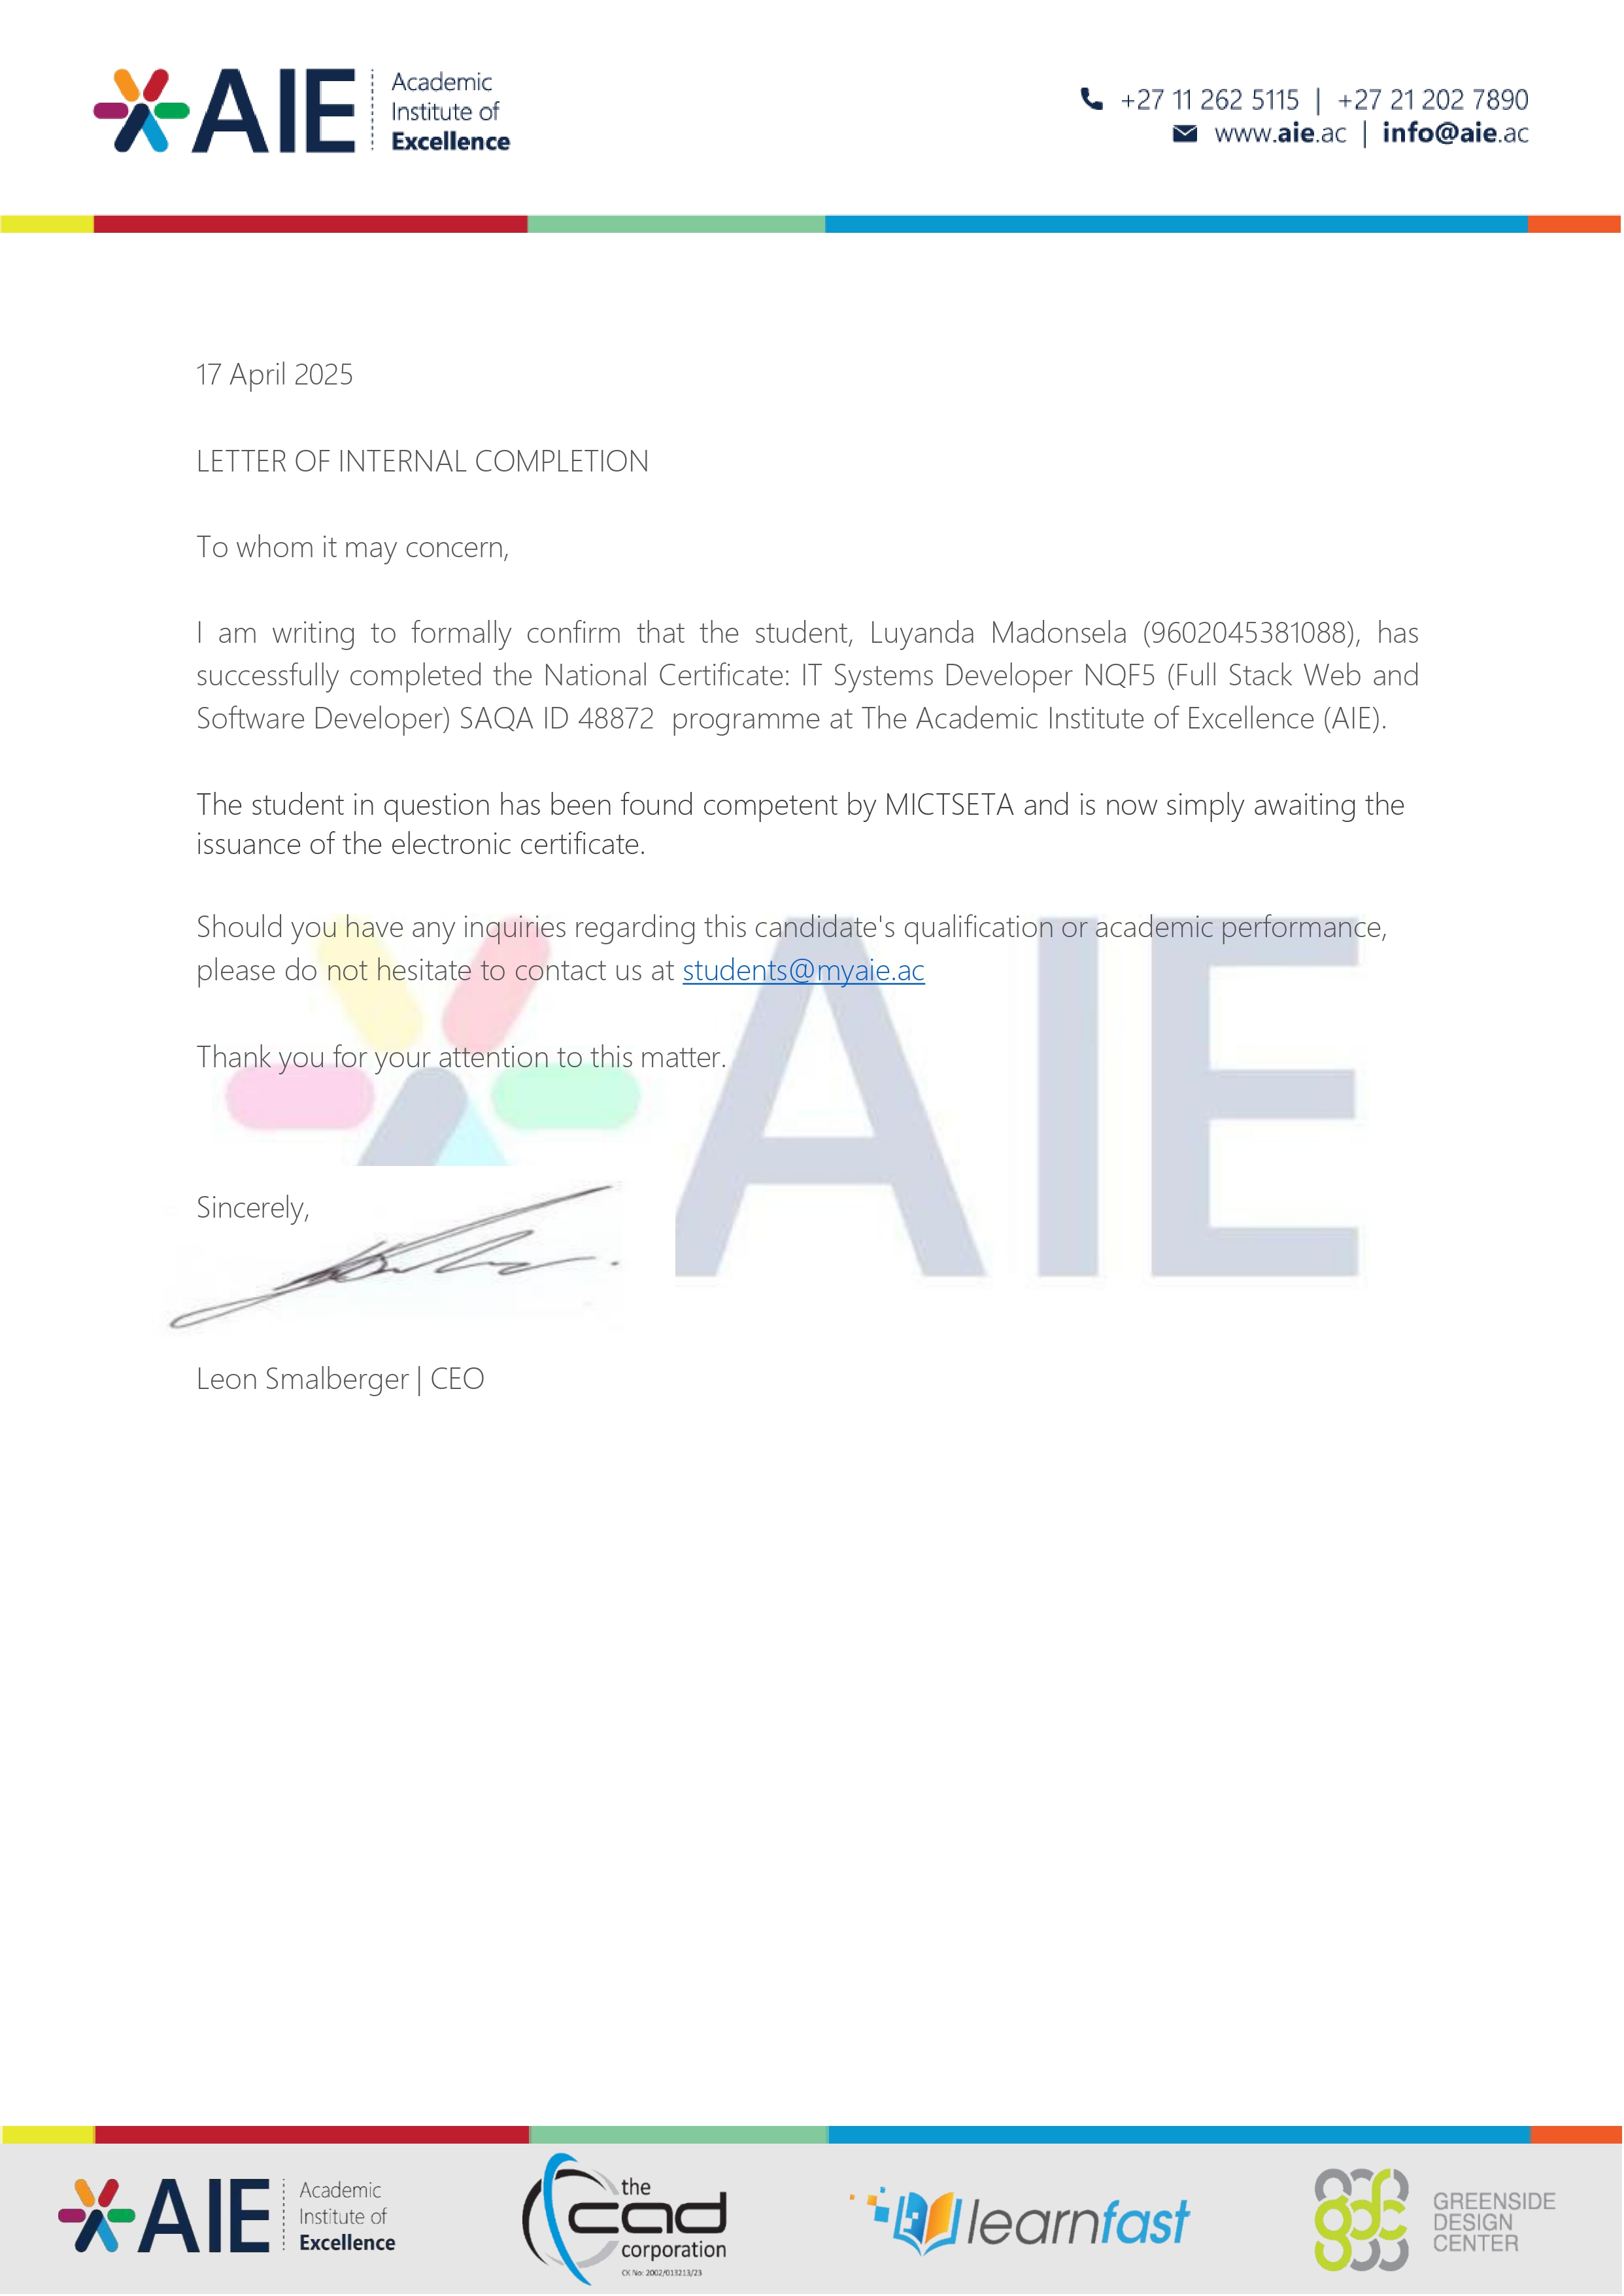 AIE
Academic
Institute of
Excellence
+27 11 262 5115 | +27 21 202 7890
www.aie.ac | info@aie.ac
17 April 2025
LETTER OF INTERNAL COMPLETION
To whom it may concern,
I am writing to formally confirm that the student, Luyanda Madonsela (9602045381088), has
successfully completed the National Certificate: IT Systems Developer NQF5 (Full Stack Web and
Software Developer) SAQA ID 48872  programme at The Academic Institute of Excellence (AIE).
The student in question has been found competent by MICTSETA and is now simply awaiting the
issuance of the electronic certificate.
Should you have any inquiries regarding this candidate's qualification or academic performance,
please do not hesitate to contact us at students@myaie.ac
Thank you for your attention to this matter.
AIE
Sincerely,
Leon Smalberger | CEO
AIE
Academic
Institute of
Excellence
the
cad
corporation
CK No: 2002/013213/23
learnfast
gdc
GREENSIDE
DESIGN
CENTER